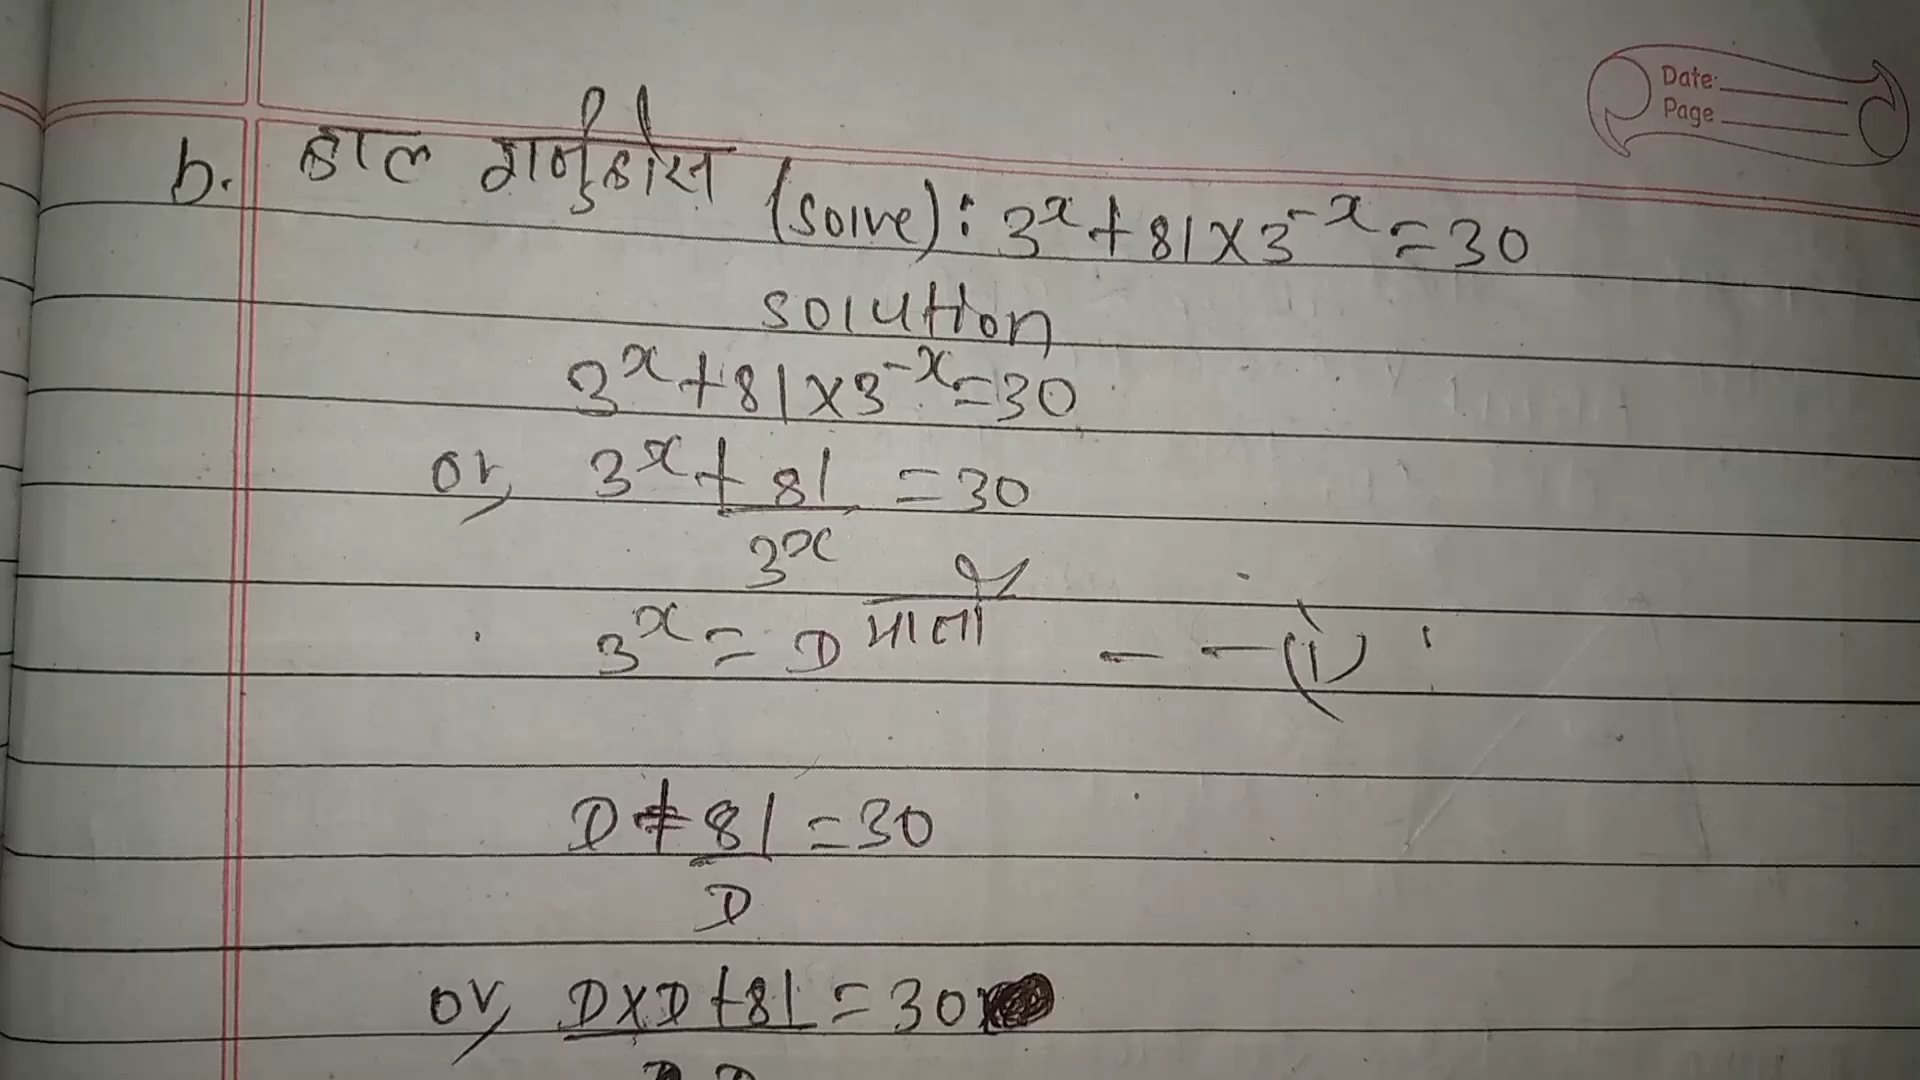 Date:
Page
b. हाल गर्नुहोस् (solve): 3^x + 81 × 3^-x = 30
solution
3^x + 81 × 3^-x = 30
or, 3^x + 81/3^x = 30
3^x = D मानौं - - (i)
D + 81/D = 30
or, D×D + 81 = 30